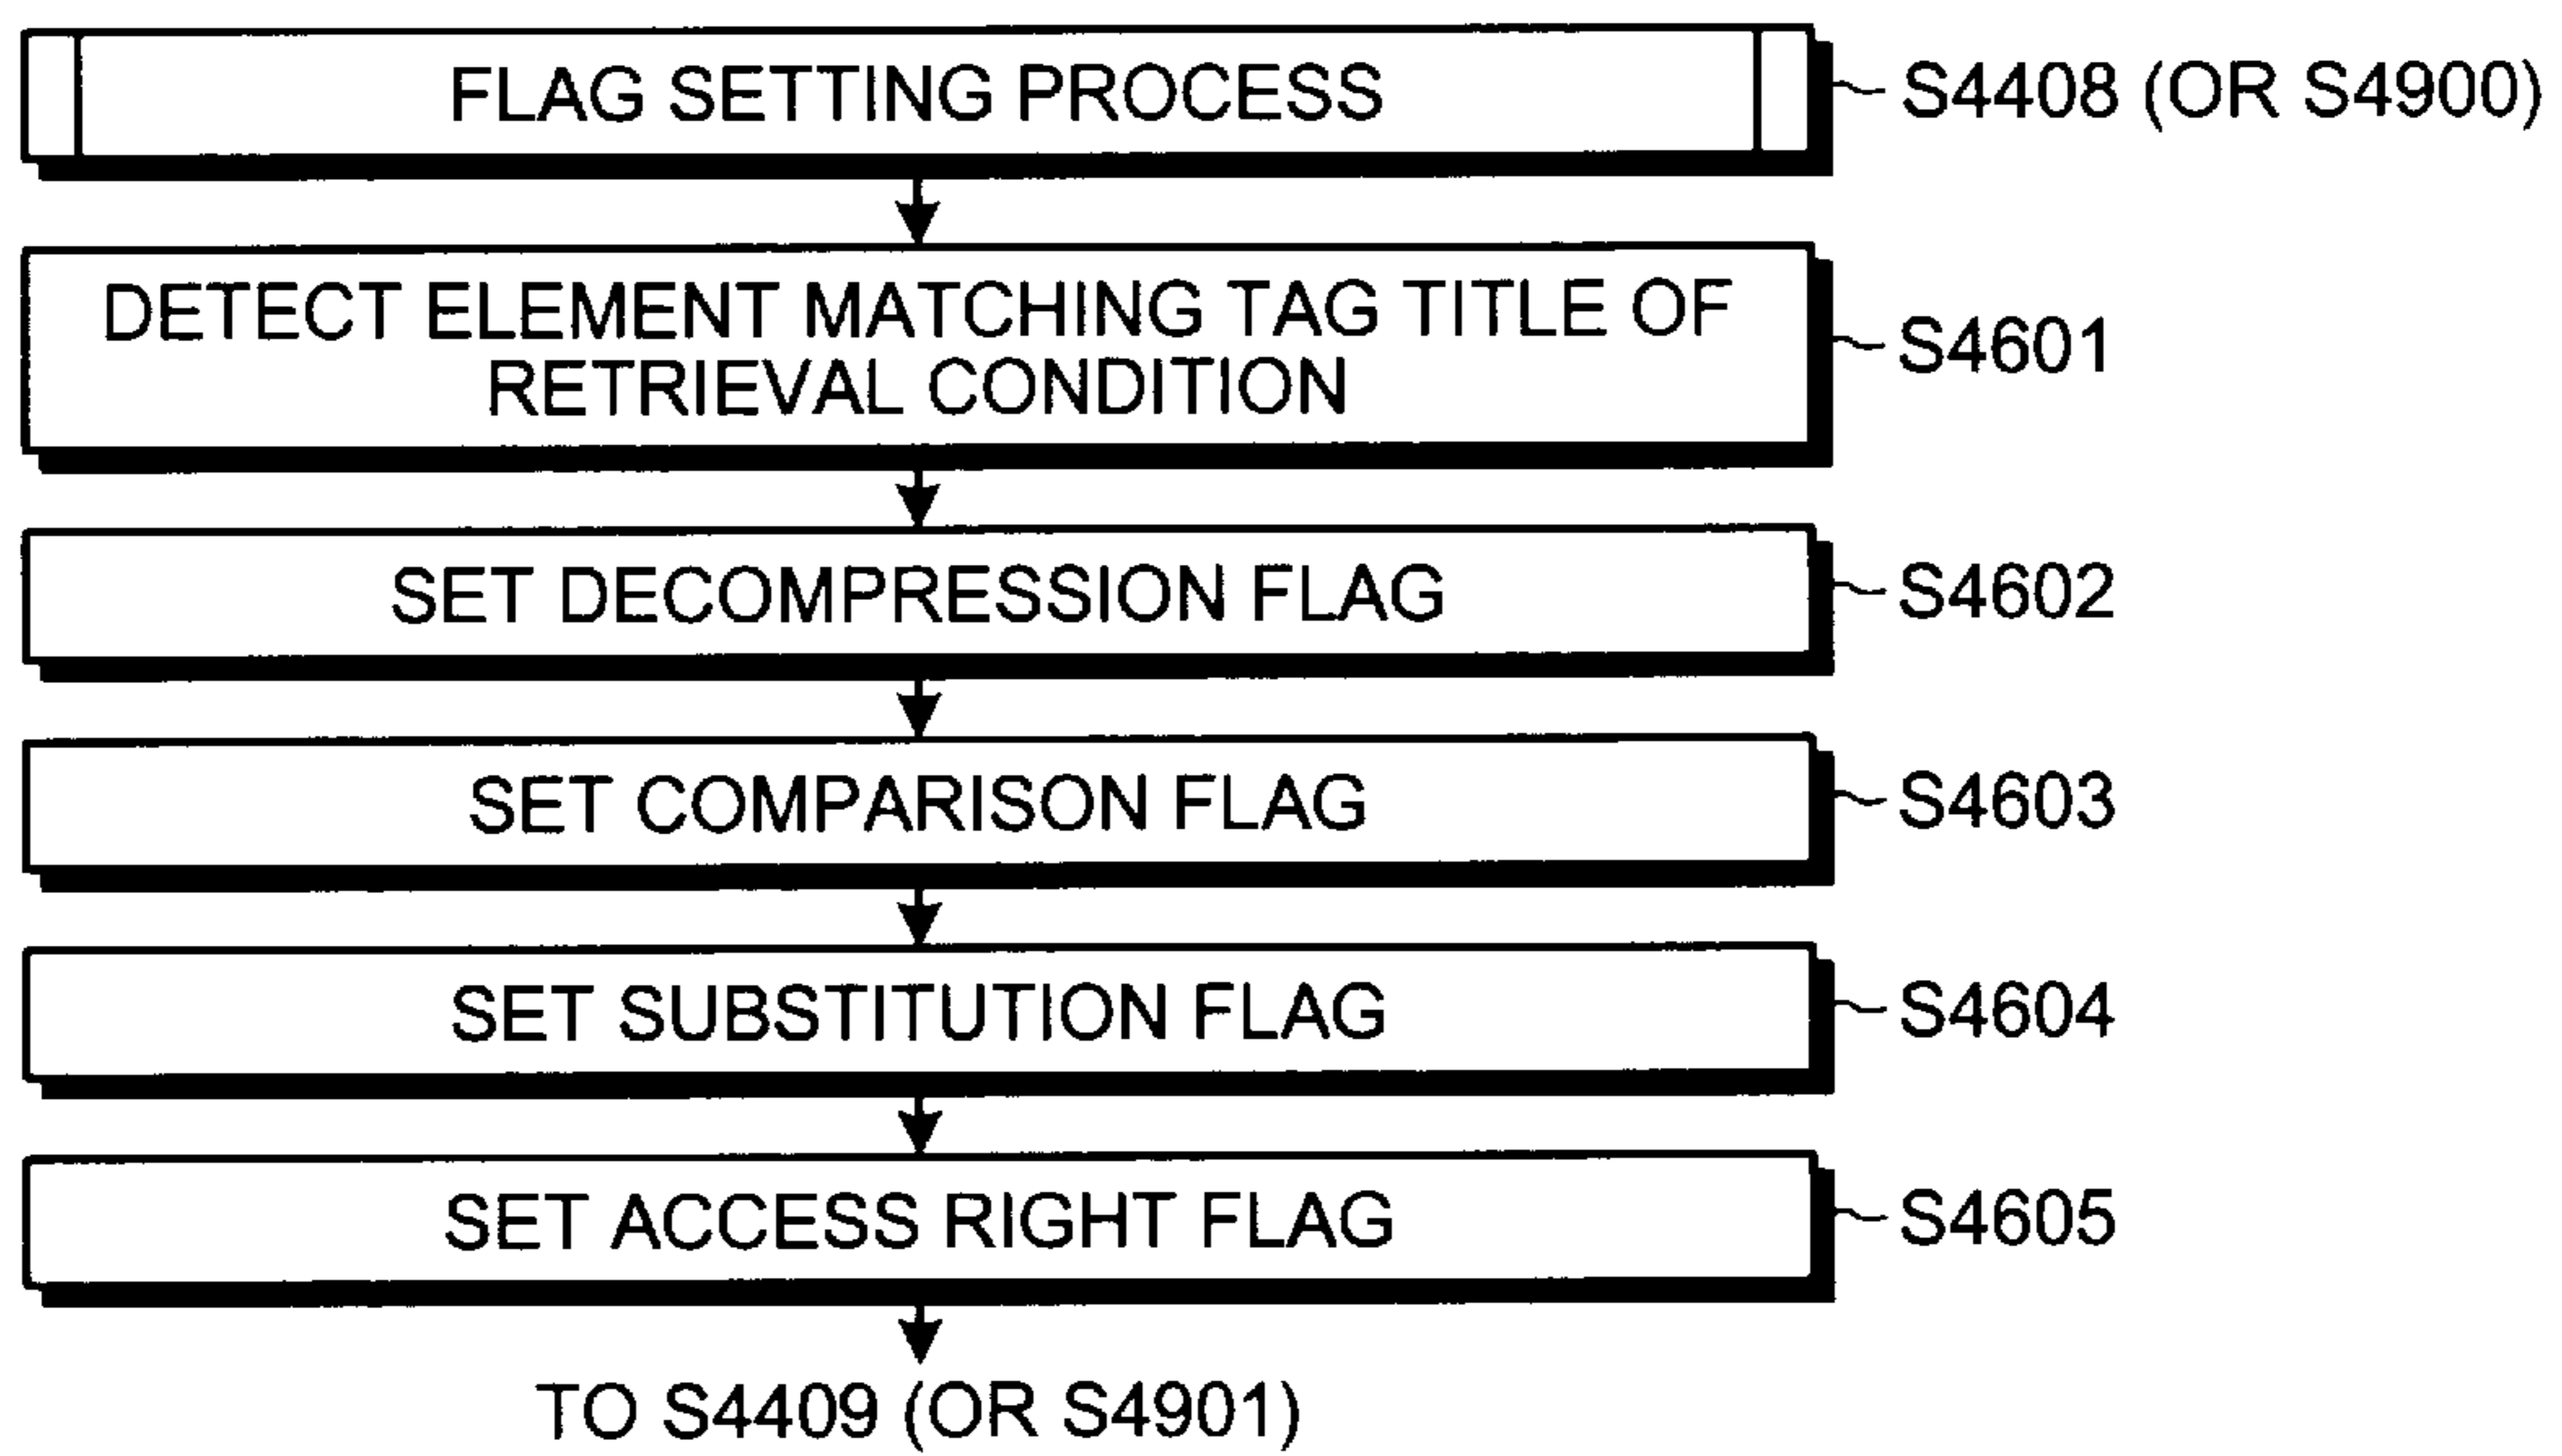 FLAG SETTING PROCESS
S4408 (OR S4900)
DETECT ELEMENT MATCHING TAG TITLE OF
RETRIEVAL CONDITION
S4601
SET DECOMPRESSION FLAG
S4602
SET COMPARISON FLAG
S4603
SET SUBSTITUTION FLAG
S4604
SET ACCESS RIGHT FLAG
S4605
TO S4409 (OR S4901)